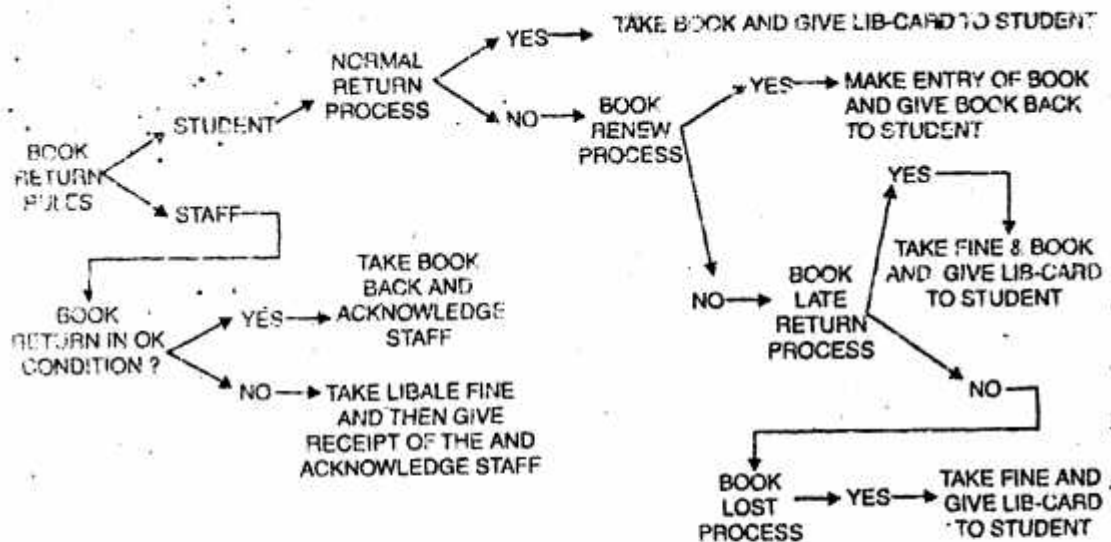 YES
TAKE BOOK AND GIVE LIB-CARD TO STUDENT
NORMAL
RETURN
PROCESS
NO
BOOK
RENEW
PROCESS
YES
MAKE ENTRY OF BOOK
AND GIVE BOOK BACK
TO STUDENT
STUDENT
BOOK
RETURN
RULES
STAFF
YES
TAKE FINE & BOOK
AND GIVE LIB-CARD
TO STUDENT
NO
BOOK
LATE
RETURN
PROCESS
BOOK
RETURN IN OK
CONDITION ?
YES
TAKE BOOK
BACK AND
ACKNOWLEDGE
STAFF
NO
TAKE LIBALE FINE
AND THEN GIVE
RECEIPT OF THE AND
ACKNOWLEDGE STAFF
NO
BOOK
LOST
PROCESS
YES
TAKE FINE AND
GIVE LIB-CARD
TO STUDENT